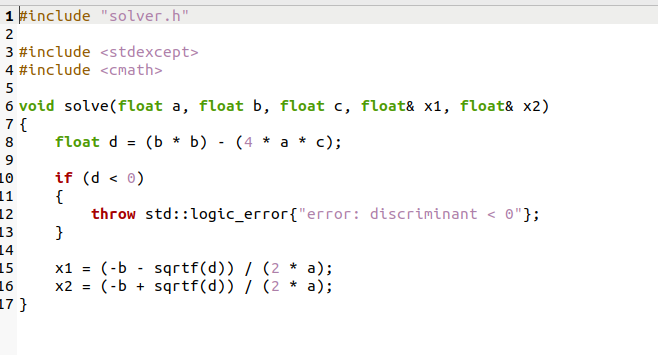 1 #include "solver.h"
2
3 #include <stdexcept>
4 #include <cmath>
5
6 void solve(float a, float b, float c, float& x1, float& x2)
7 {
8     float d = (b * b) - (4 * a * c);
9
10     if (d < 0)
11     {
12         throw std::logic_error{"error: discriminant < 0"};
13     }
14
15     x1 = (-b - sqrtf(d)) / (2 * a);
16     x2 = (-b + sqrtf(d)) / (2 * a);
17 }